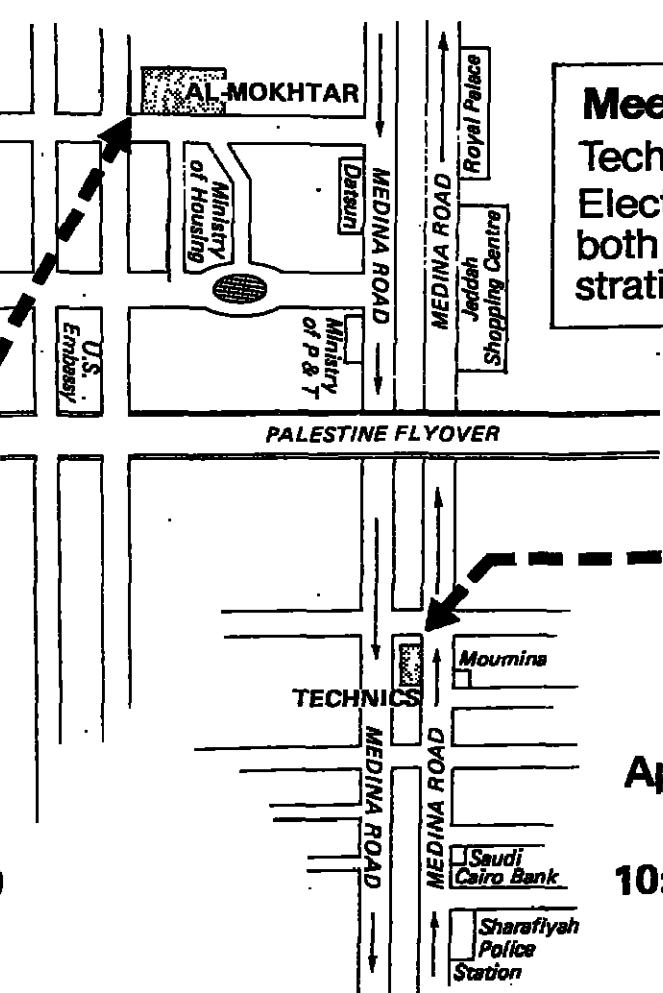 AL-MOKHTAR
Royal Palace
Mee
Tech
Elect
both
strati
Ministry
of Housing
Datsun
MEDINA ROAD
MEDINA ROAD
Jeddah
Shopping Centre
U.S.
Embassy
Ministry
of P & T
PALESTINE FLYOVER
Moumina
TECHNICS
MEDINA ROAD
MEDINA ROAD
Ap
Saudi
Cairo Bank
10:
Sharafiyah
Police
Station